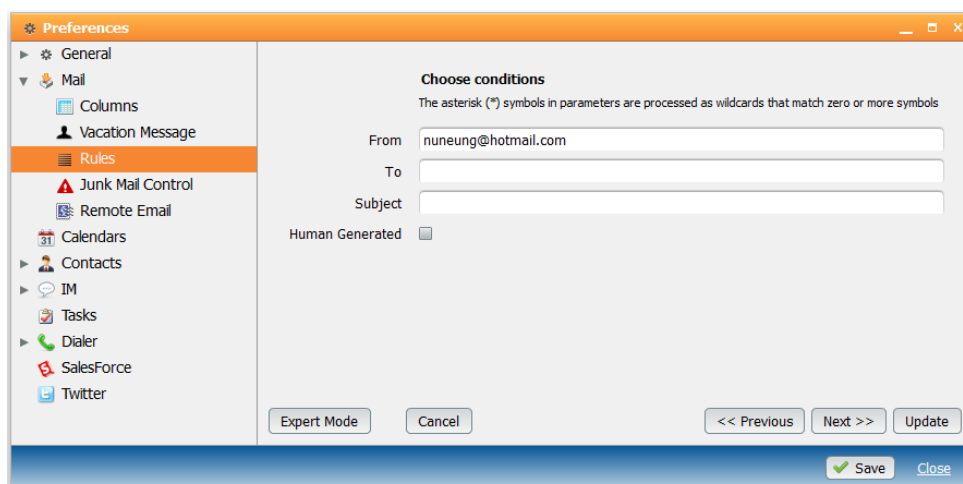 Preferences
General
Mail
Columns
Vacation Message
Rules
Junk Mail Control
Remote Email
31 Calendars
Contacts
IM
Tasks
Dialer
SalesForce
Twitter
Choose conditions
The asterisk (*) symbols in parameters are processed as wildcards that match zero or more symbols
From nuneung@hotmail.com
To
Subject
Human Generated
Expert Mode Cancel << Previous Next >> Update
Save Close